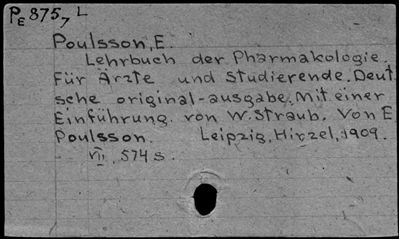 PE 875, L
Poulsson, E.
Lehrbuch der Pharmakologie.
Für Ärzte und Studierende. Deut
sche original-ausgabe. Mit einer
Einführung von W. Straub. Von E
Poulsson. Leipzig, Hirzel, 1909.
VII, 574 s.